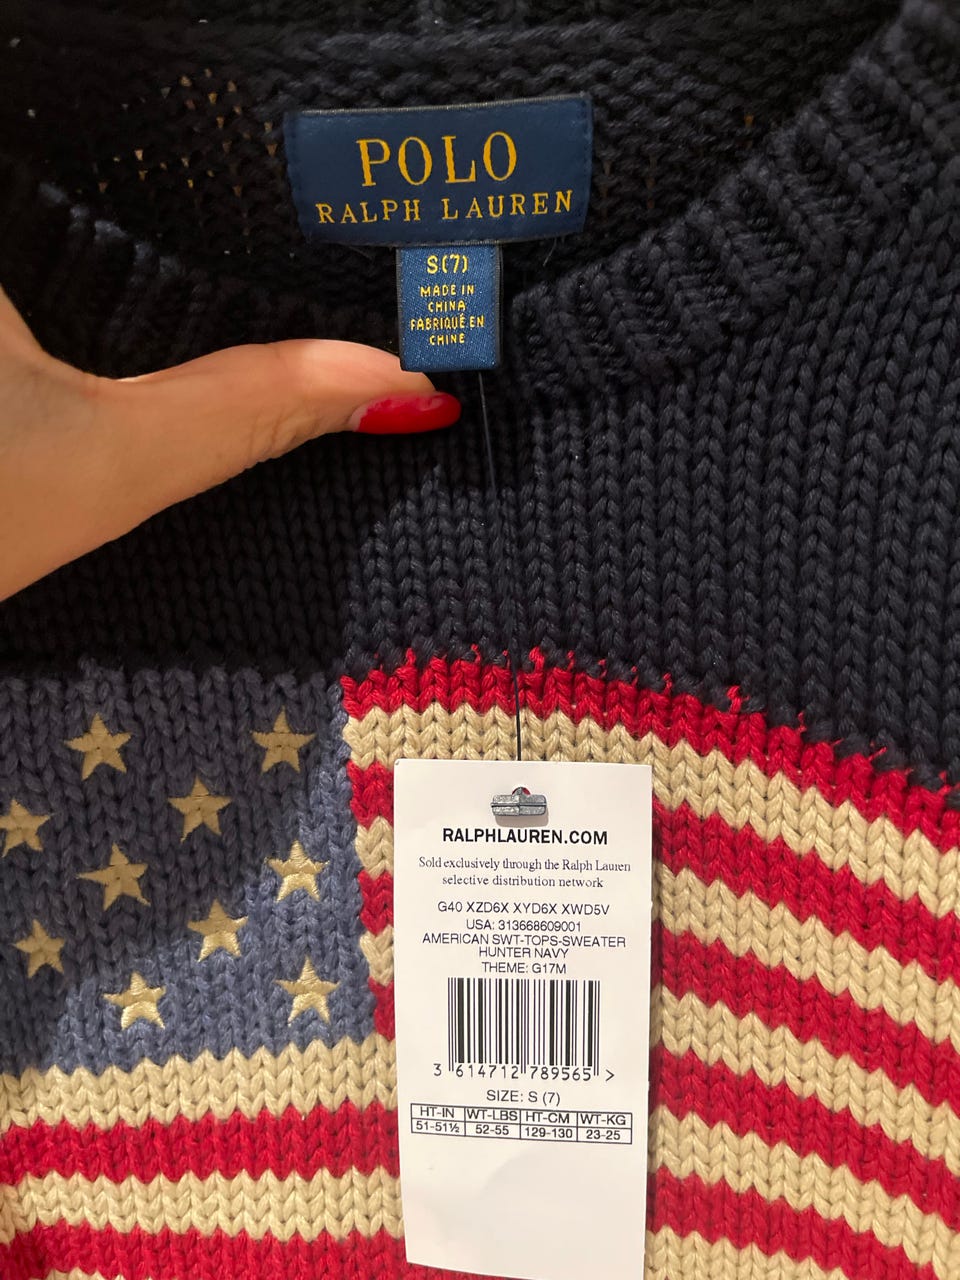 POLO
RALPH LAUREN
S(7)
MADE IN
CHINA
FABRIQUÉ EN
CHINE
RALPHLAUREN.COM
Sold exclusively through the Ralph Lauren
selective distribution network
G40 XZD6X XYD6X XWD5V
USA: 313668609001
AMERICAN SWT-TOPS-SWEATER
HUNTER NAVY
THEME: G17M
3 614712 789565 >
SIZE: S (7)
HT-IN WT-LBS HT-CM WT-KG
51-51½ 52-55 129-130 23-25